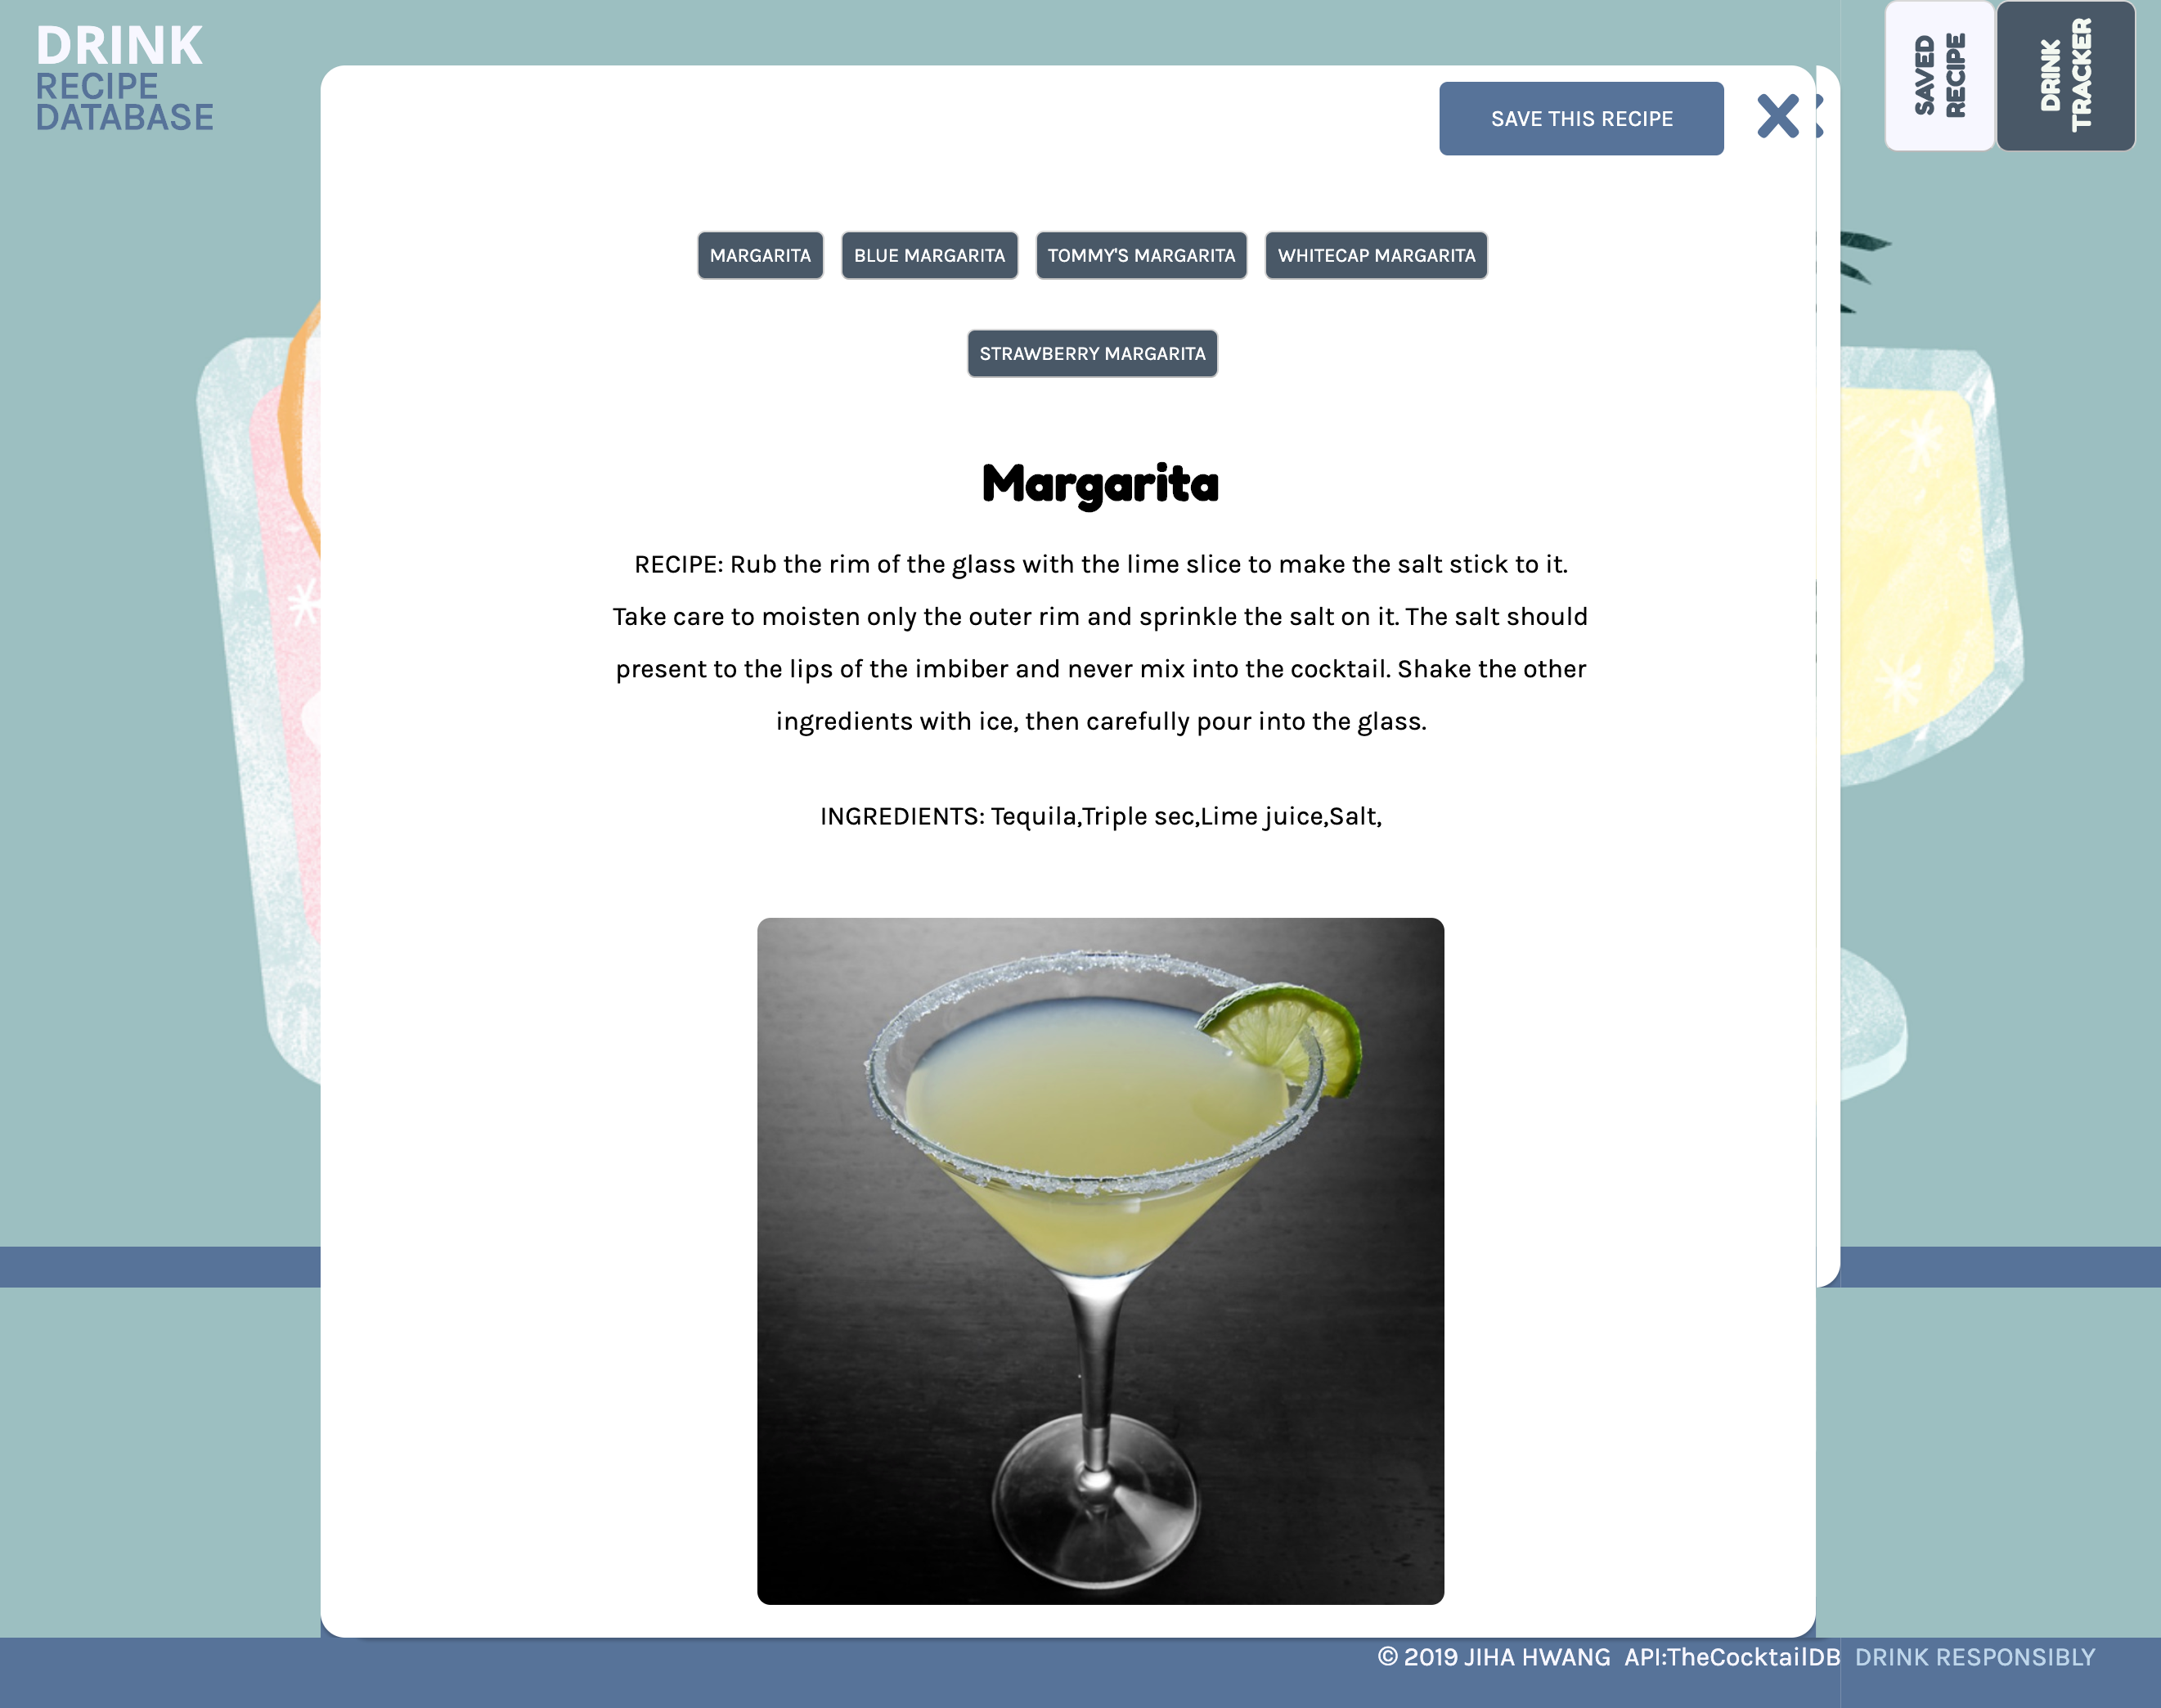 DRINK
RECIPE
DATABASE
SAVED
RECIPE
DRINK
TRACKER
SAVE THIS RECIPE
MARGARITA
BLUE MARGARITA
TOMMY'S MARGARITA
WHITECAP MARGARITA
STRAWBERRY MARGARITA
Margarita
RECIPE: Rub the rim of the glass with the lime slice to make the salt stick to it.
Take care to moisten only the outer rim and sprinkle the salt on it. The salt should
present to the lips of the imbiber and never mix into the cocktail. Shake the other
ingredients with ice, then carefully pour into the glass.
INGREDIENTS: Tequila,Triple sec,Lime juice,Salt,
© 2019 JIHA HWANG API:TheCocktailDB DRINK RESPONSIBLY